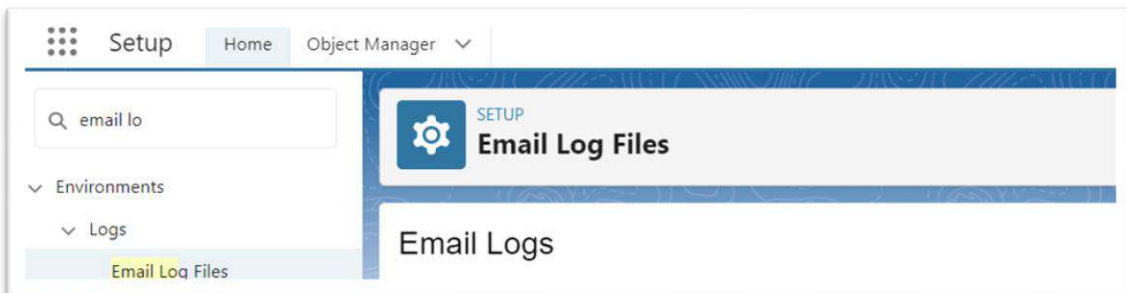 Setup Home Object Manager
email lo
SETUP
Email Log Files
Environments
Logs
Email Log Files
Email Logs